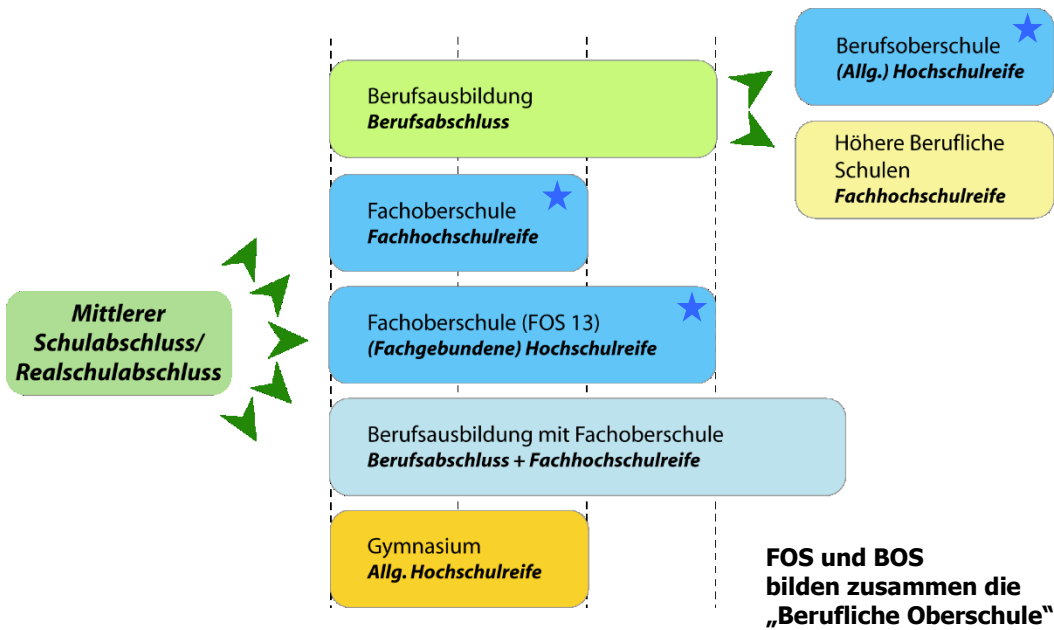 Mittlerer
Schulabschluss/
Realschulabschluss
Berufsausbildung
Berufsabschluss
Berufsoberschule
(Allg.) Hochschulreife
Höhere Berufliche
Schulen
Fachhochschulreife
Fachoberschule
Fachhochschulreife
Fachoberschule (FOS 13)
(Fachgebundene) Hochschulreife
Berufsausbildung mit Fachoberschule
Berufsabschluss + Fachhochschulreife
Gymnasium
Allg. Hochschulreife
FOS und BOS
bilden zusammen die
„Berufliche Oberschule“